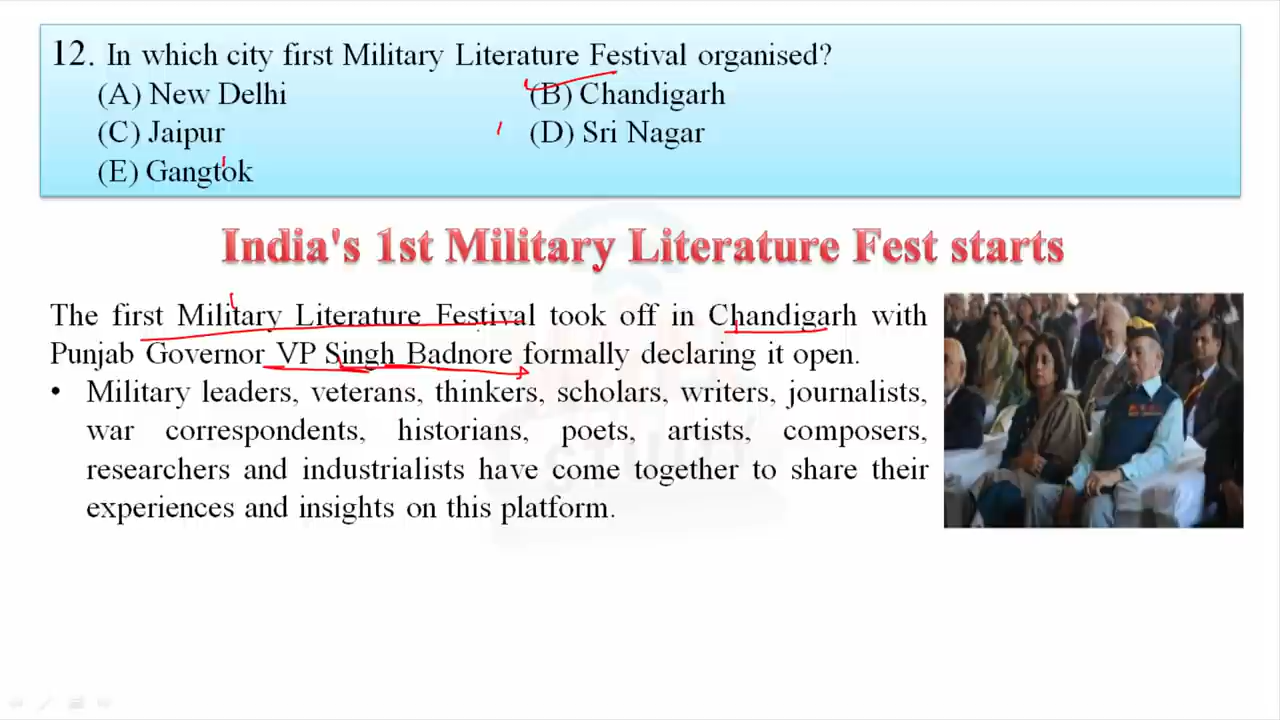 12. In which city first Military Literature Festival organised?
(A) New Delhi (B) Chandigarh
(C) Jaipur (D) Sri Nagar
(E) Gangtok
India's 1st Military Literature Fest starts
The first Military Literature Festival took off in Chandigarh with
Punjab Governor VP Singh Badnore formally declaring it open.
• Military leaders, veterans, thinkers, scholars, writers, journalists,
war correspondents, historians, poets, artists, composers,
researchers and industrialists have come together to share their
experiences and insights on this platform.